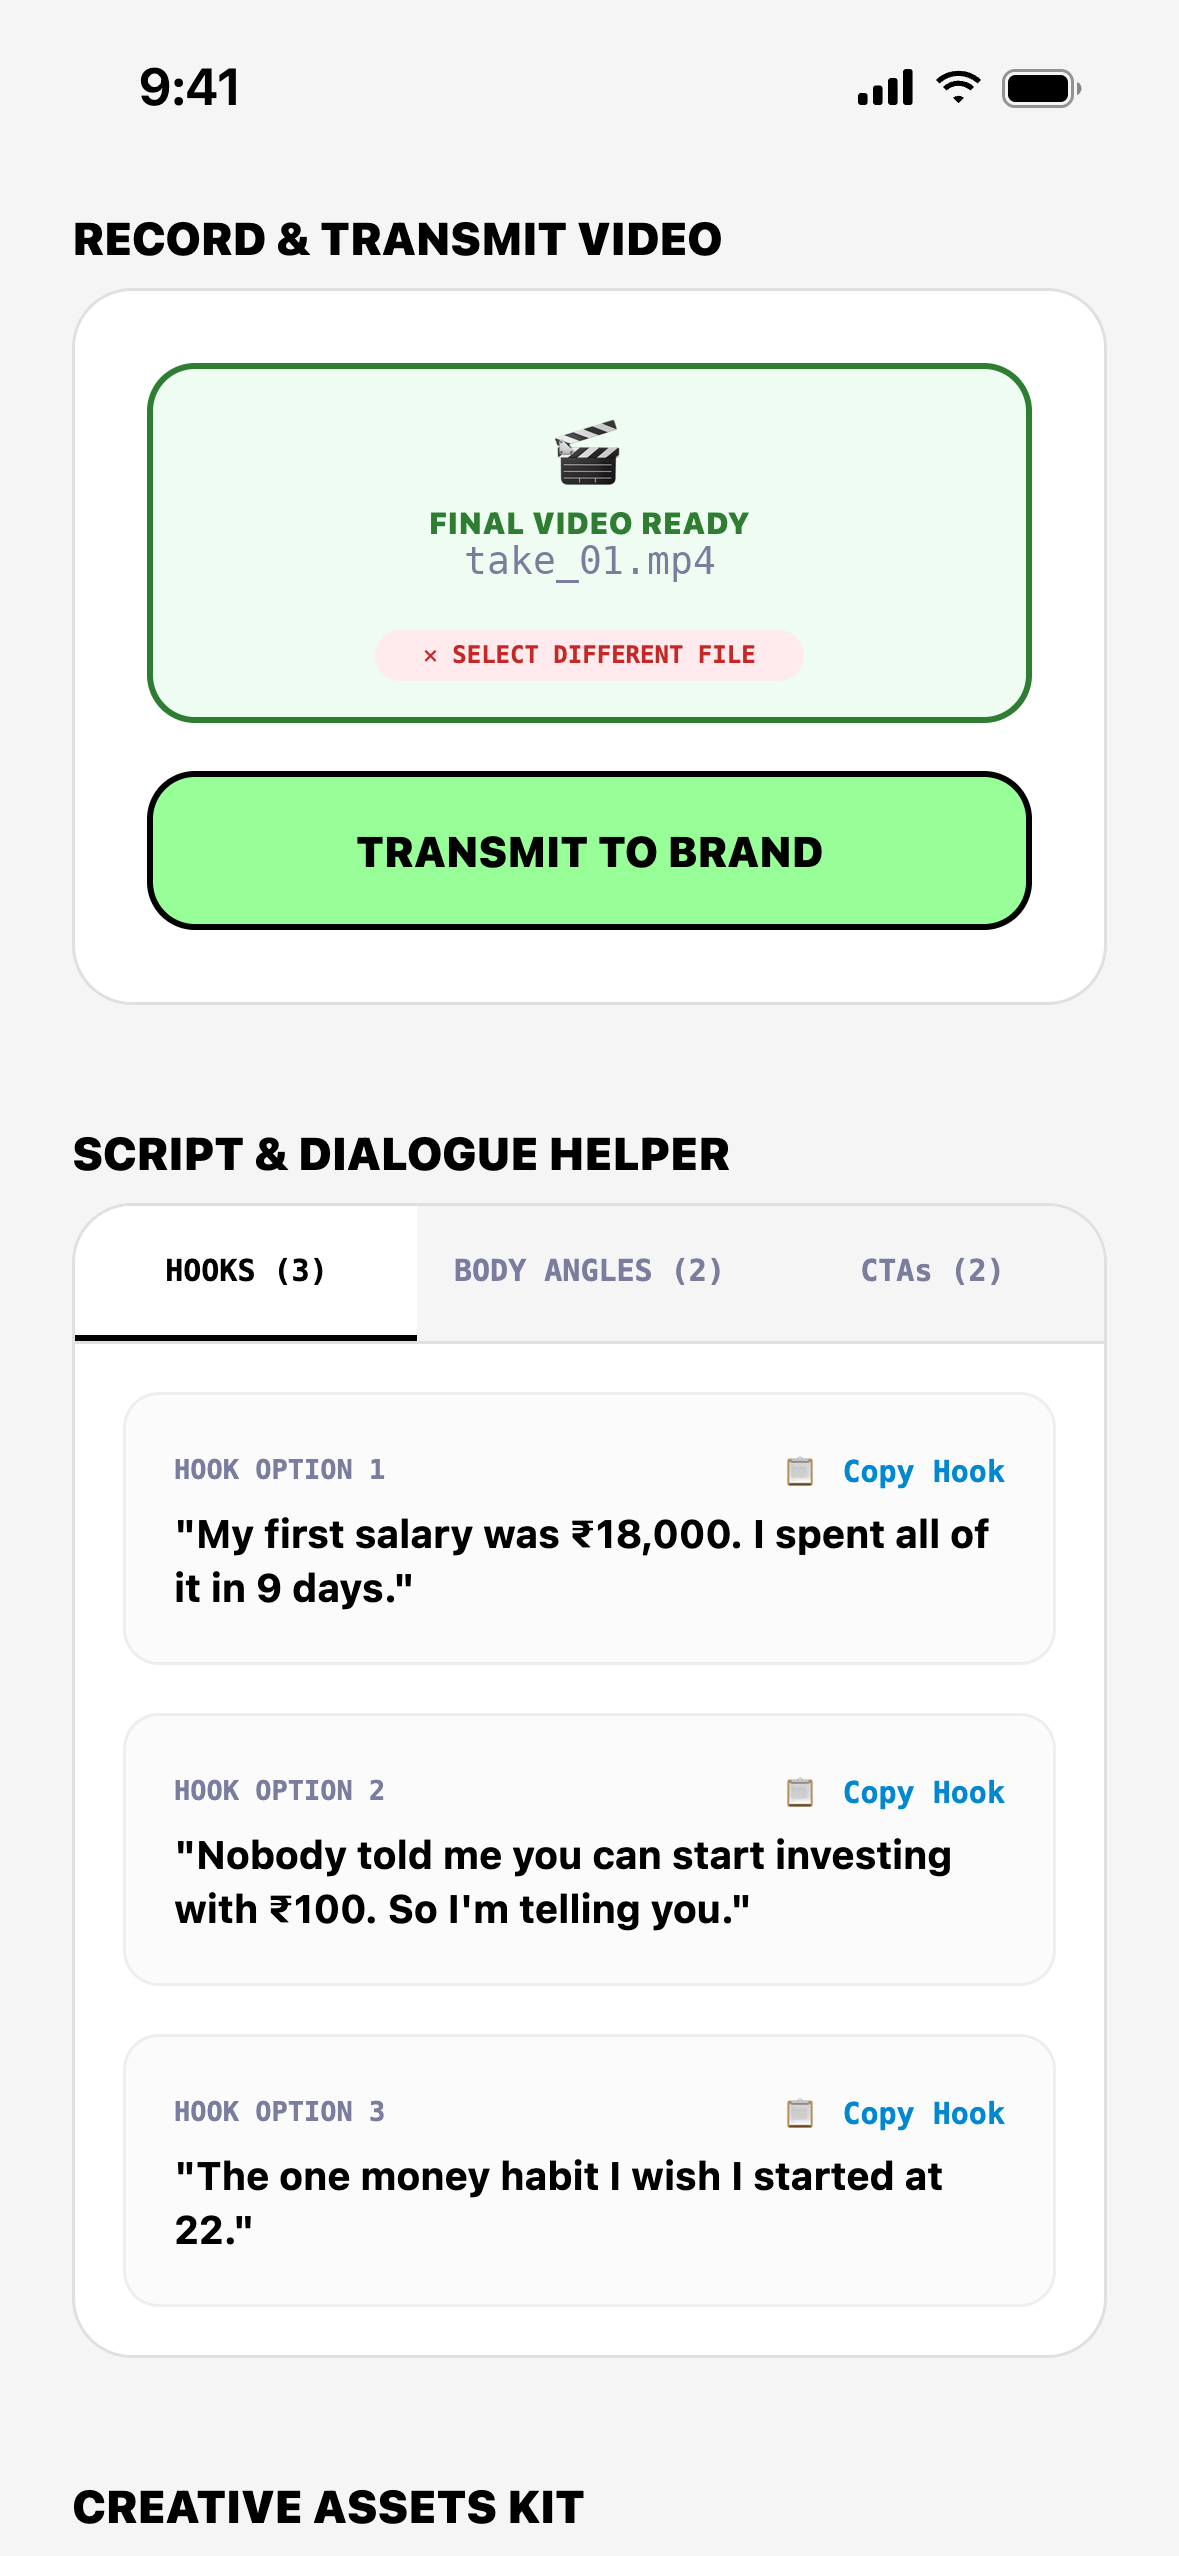 9:41
RECORD & TRANSMIT VIDEO
FINAL VIDEO READY
take_01.mp4
× SELECT DIFFERENT FILE
TRANSMIT TO BRAND
SCRIPT & DIALOGUE HELPER
HOOKS (3) BODY ANGLES (2) CTAs (2)
HOOK OPTION 1 📋 Copy Hook
"My first salary was ₹18,000. I spent all of
it in 9 days."
HOOK OPTION 2 📋 Copy Hook
"Nobody told me you can start investing
with ₹100. So I'm telling you."
HOOK OPTION 3 📋 Copy Hook
"The one money habit I wish I started at
22."
CREATIVE ASSETS KIT